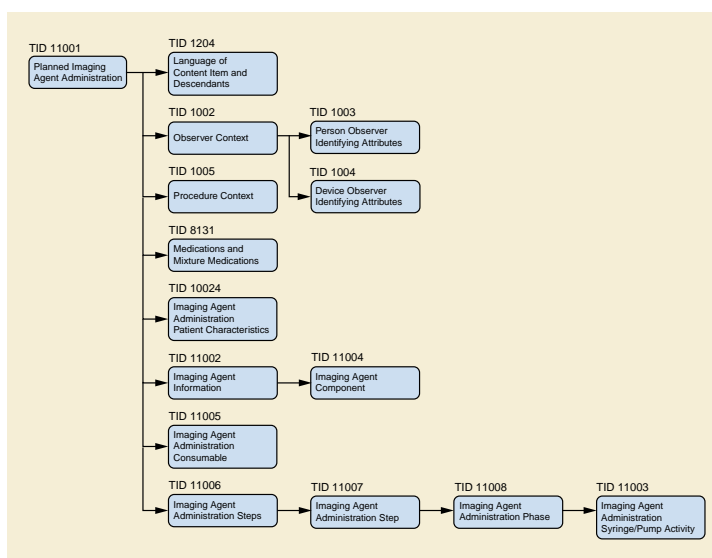 TID 11001
Planned Imaging
Agent Administration
TID 1204
Language of
Content Item and
Descendants
TID 1002
Observer Context
TID 1003
Person Observer
Identifying Attributes
TID 1004
Device Observer
Identifying Attributes
TID 1005
Procedure Context
TID 8131
Medications and
Mixture Medications
TID 10024
Imaging Agent
Administration
Patient Characteristics
TID 11002
Imaging Agent
Information
TID 11004
Imaging Agent
Component
TID 11005
Imaging Agent
Administration
Consumable
TID 11006
Imaging Agent
Administration Steps
TID 11007
Imaging Agent
Administration Step
TID 11008
Imaging Agent
Administration Phase
TID 11003
Imaging Agent
Administration
Syringe/Pump Activity